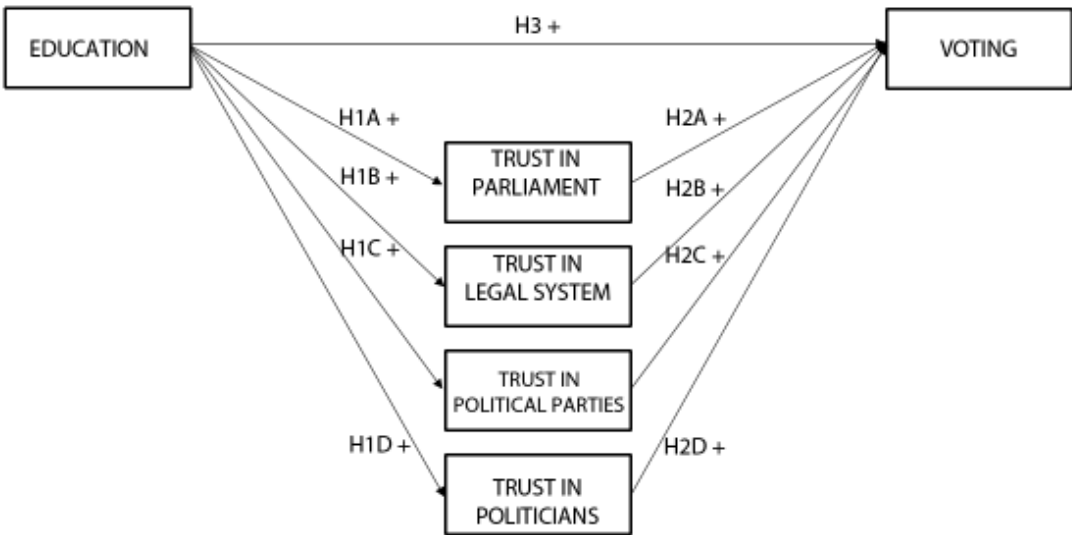 H3 +
EDUCATION
VOTING
H1A +
H2A +
TRUST IN
PARLIAMENT
H1B +
H2B +
H1C +
H2C +
TRUST IN
LEGAL SYSTEM
TRUST IN
POLITICAL PARTIES
H1D +
H2D +
TRUST IN
POLITICIANS